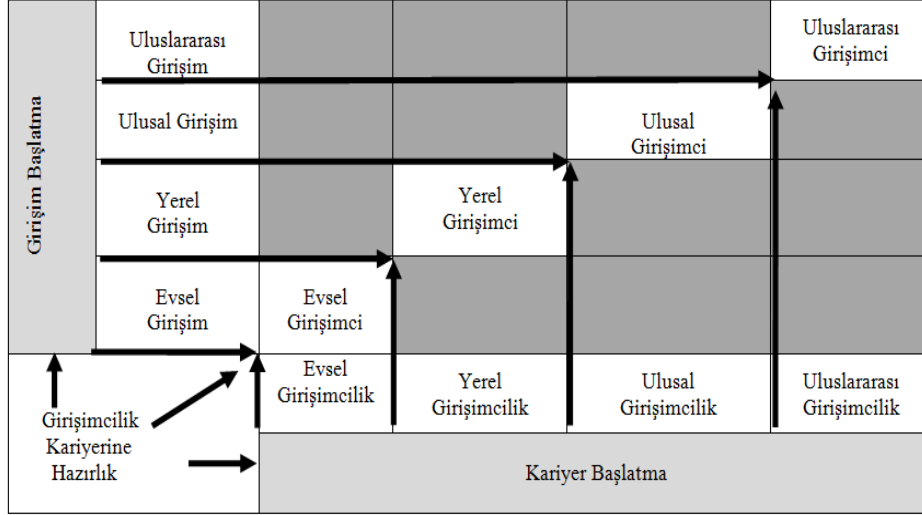 Uluslararası
Girişim
Uluslararası
Girişimci
Ulusal Girişim
Ulusal
Girişimci
Girişim Başlatma
Yerel
Girişim
Yerel
Girişimci
Evsel
Girişim
Evsel
Girişimci
Evsel
Girişimcilik
Yerel
Girişimcilik
Ulusal
Girişimcilik
Uluslararası
Girişimcilik
Girişimcilik
Kariyerine
Hazırlık
Kariyer Başlatma